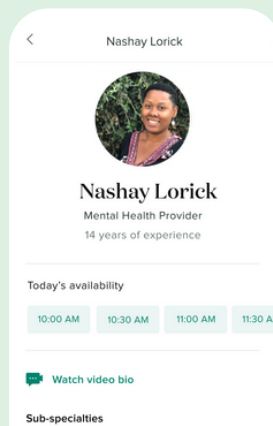 Nashay Lorick
Nashay Lorick
Mental Health Provider
14 years of experience
Today's availability
10:00 AM 10:30 AM 11:00 AM 11:30 A
Watch video bio
Sub-specialties